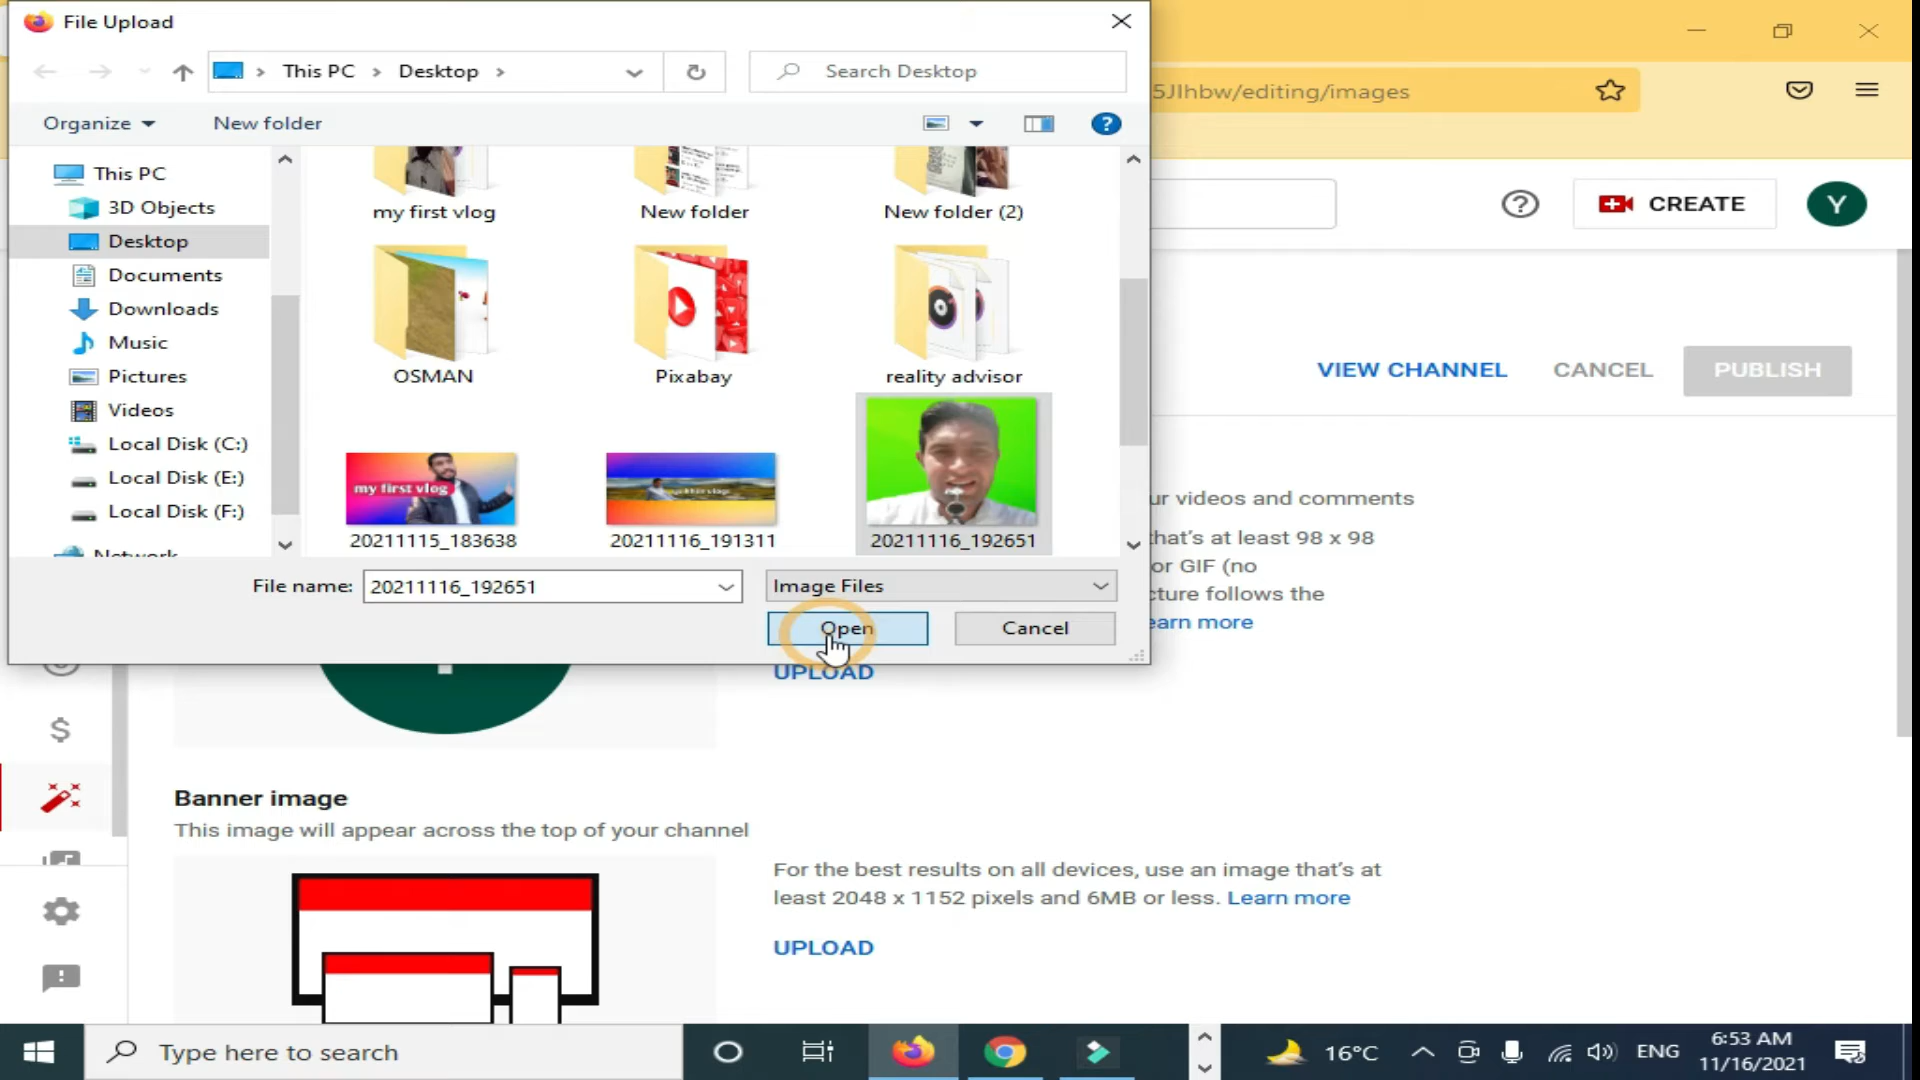 File Upload
This PC > Desktop >
Search Desktop
5JIhbw/editing/images
Organize
New folder
?
This PC
3D Objects
Desktop
Documents
Downloads
Music
Pictures
Videos
Local Disk (C:)
Local Disk (E:)
Local Disk (F:)
Network
my first vlog
New folder
New folder (2)
OSMAN
Pixabay
reality advisor
my first vlog
20211115_183638
20211116_191311
20211116_192651
File name: 20211116_192651
Image Files
Open
Cancel
? CREATE Y
VIEW CHANNEL CANCEL PUBLISH
ur videos and comments
that's at least 98 x 98
or GIF (no
cture follows the
earn more
UPLOAD
$
Banner image
This image will appear across the top of your channel
For the best results on all devices, use an image that's at
least 2048 x 1152 pixels and 6MB or less. Learn more
UPLOAD
Type here to search
16°C
ENG
6:53 AM
11/16/2021